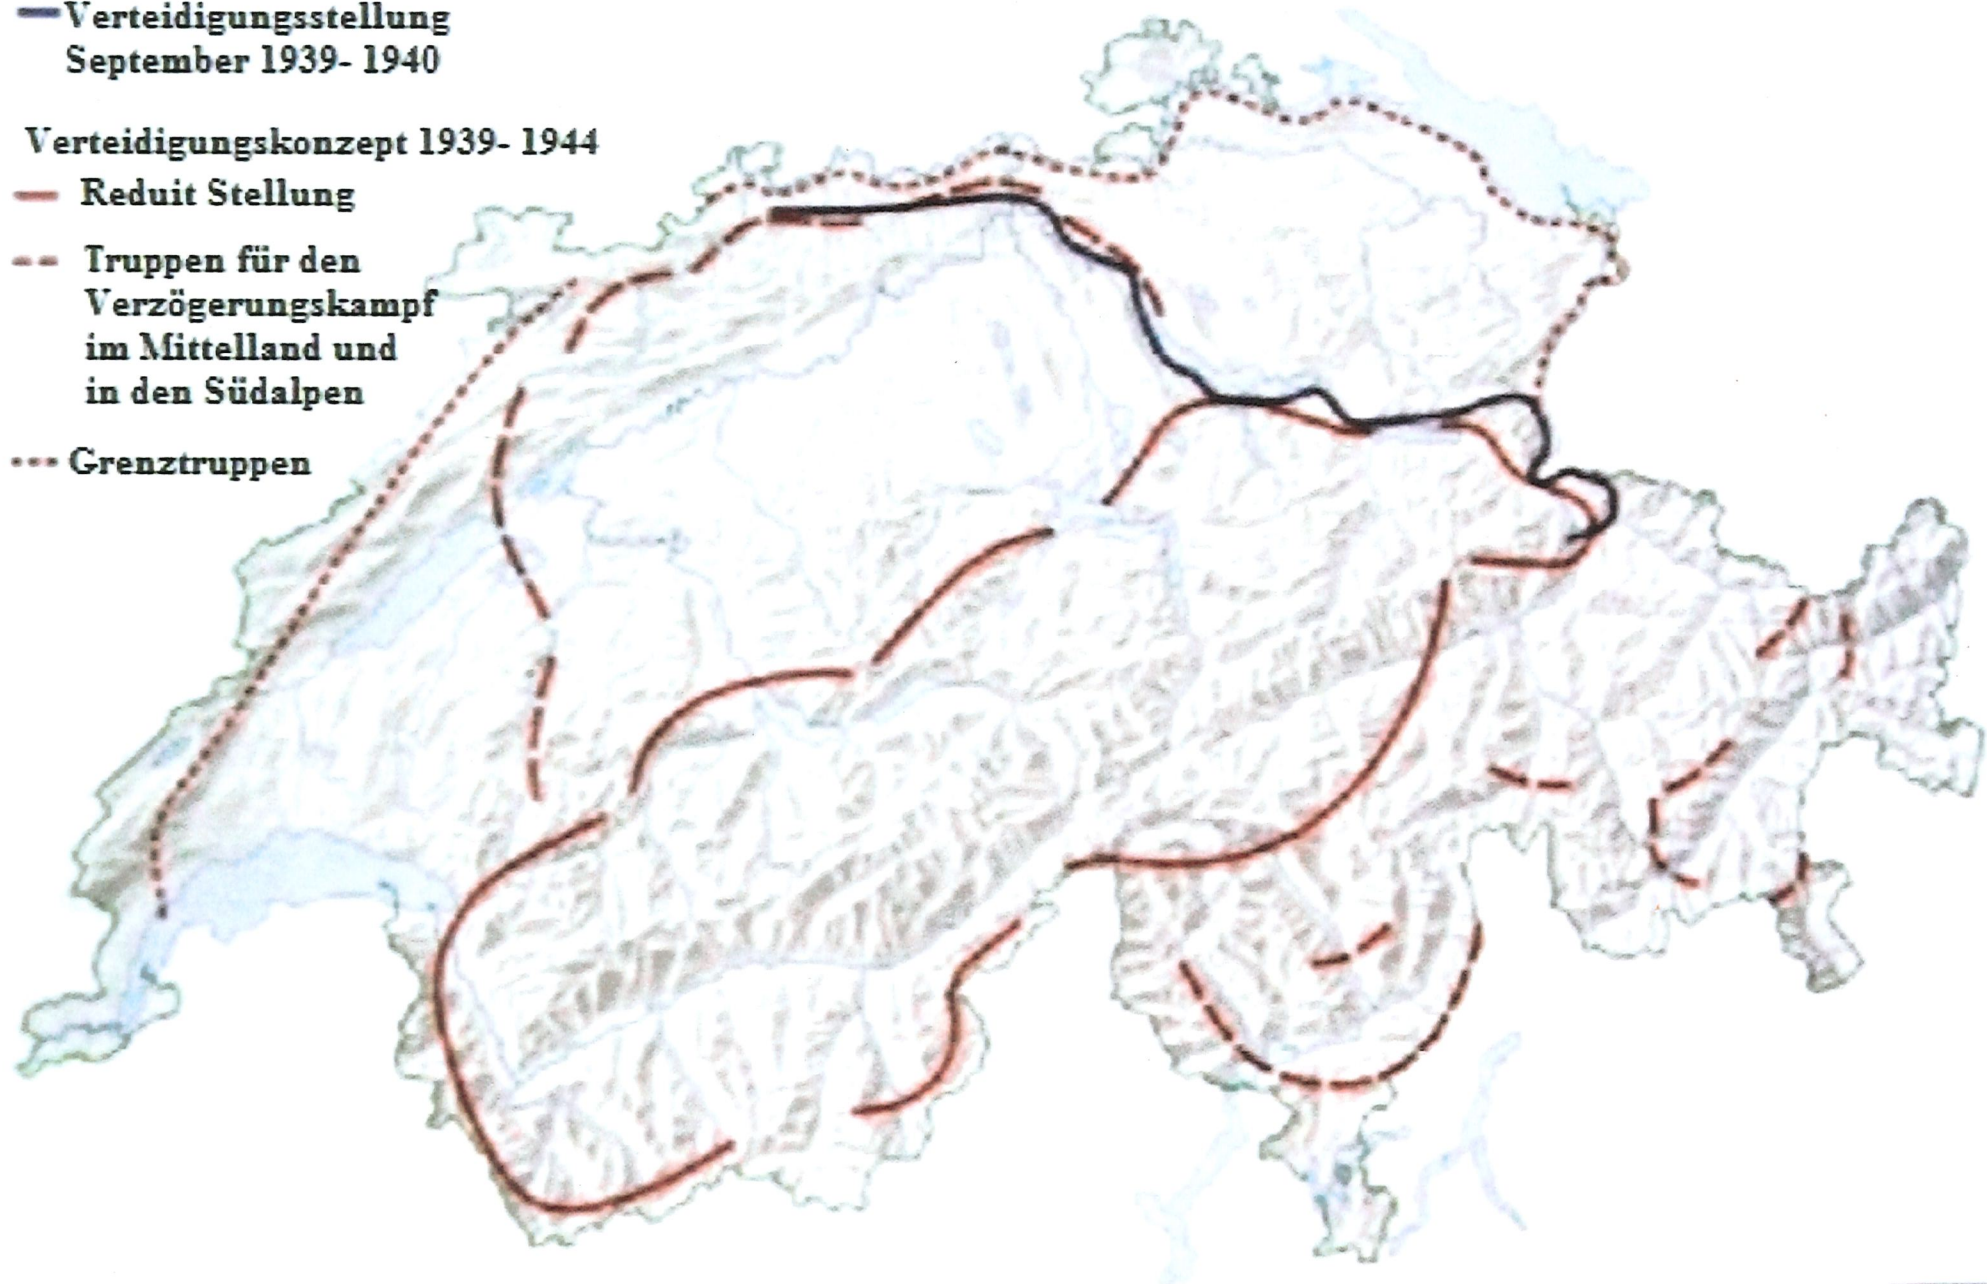 Verteidigungsstellung
September 1939- 1940
Verteidigungskonzept 1939- 1944
Reduit Stellung
Truppen für den
Verzögerungskampf
im Mittelland und
in den Südalpen
Grenztruppen